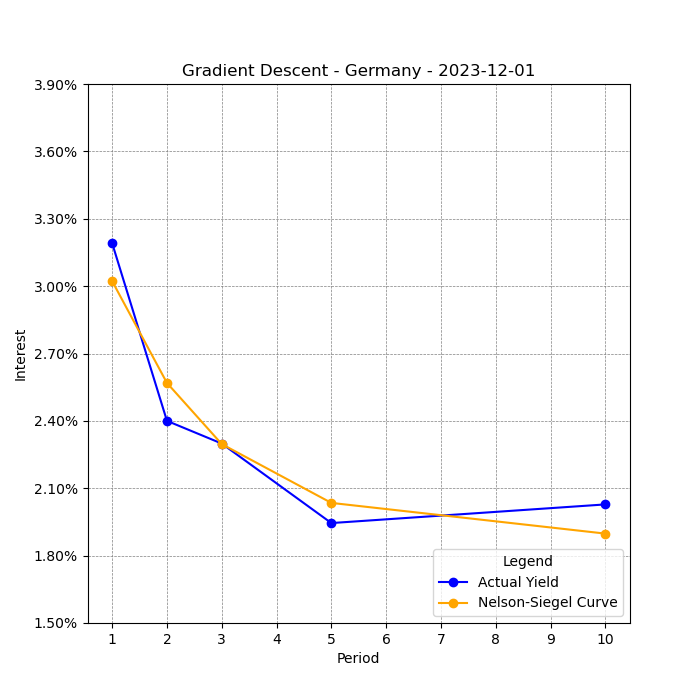 Gradient Descent - Germany - 2023-12-01
3.90%
3.60%
3.30%
3.00%
2.70%
2.40%
2.10%
1.80%
1.50%
Interest
1 2 3 4 5 6 7 8 9 10
Period
Legend
Actual Yield
Nelson-Siegel Curve